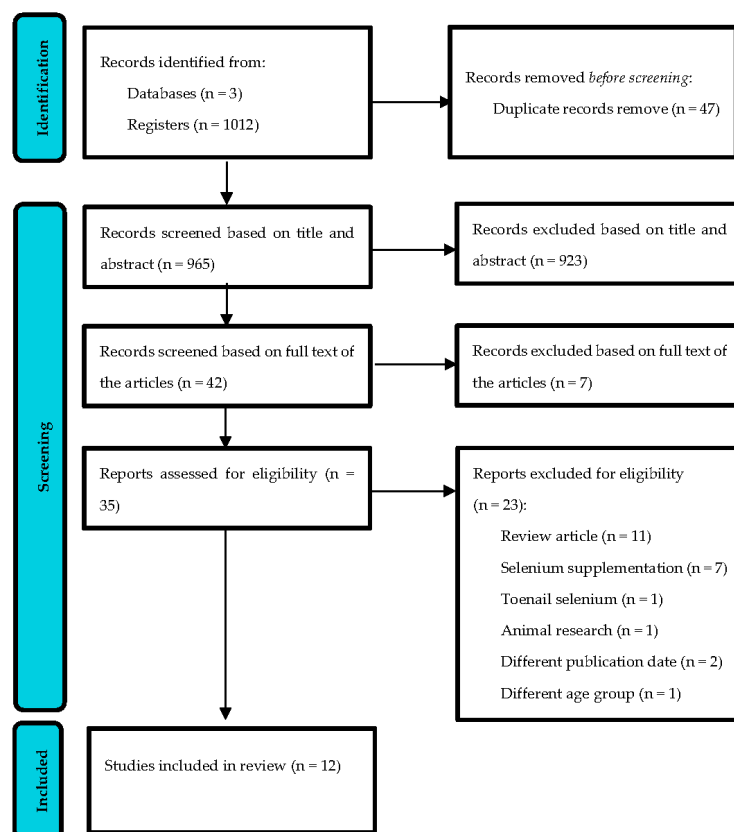 Identification
Records identified from:
Databases (n = 3)
Registers (n = 1012)
Records removed before screening:
Duplicate records remove (n = 47)
Screening
Records screened based on title and
abstract (n = 965)
Records excluded based on title and
abstract (n = 923)
Records screened based on full text of
the articles (n = 42)
Records excluded based on full text of
the articles (n = 7)
Reports assessed for eligibility (n =
35)
Reports excluded for eligibility
(n = 23):
Review article (n = 11)
Selenium supplementation (n = 7)
Toenail selenium (n = 1)
Animal research (n = 1)
Different publication date (n = 2)
Different age group (n = 1)
Included
Studies included in review (n = 12)